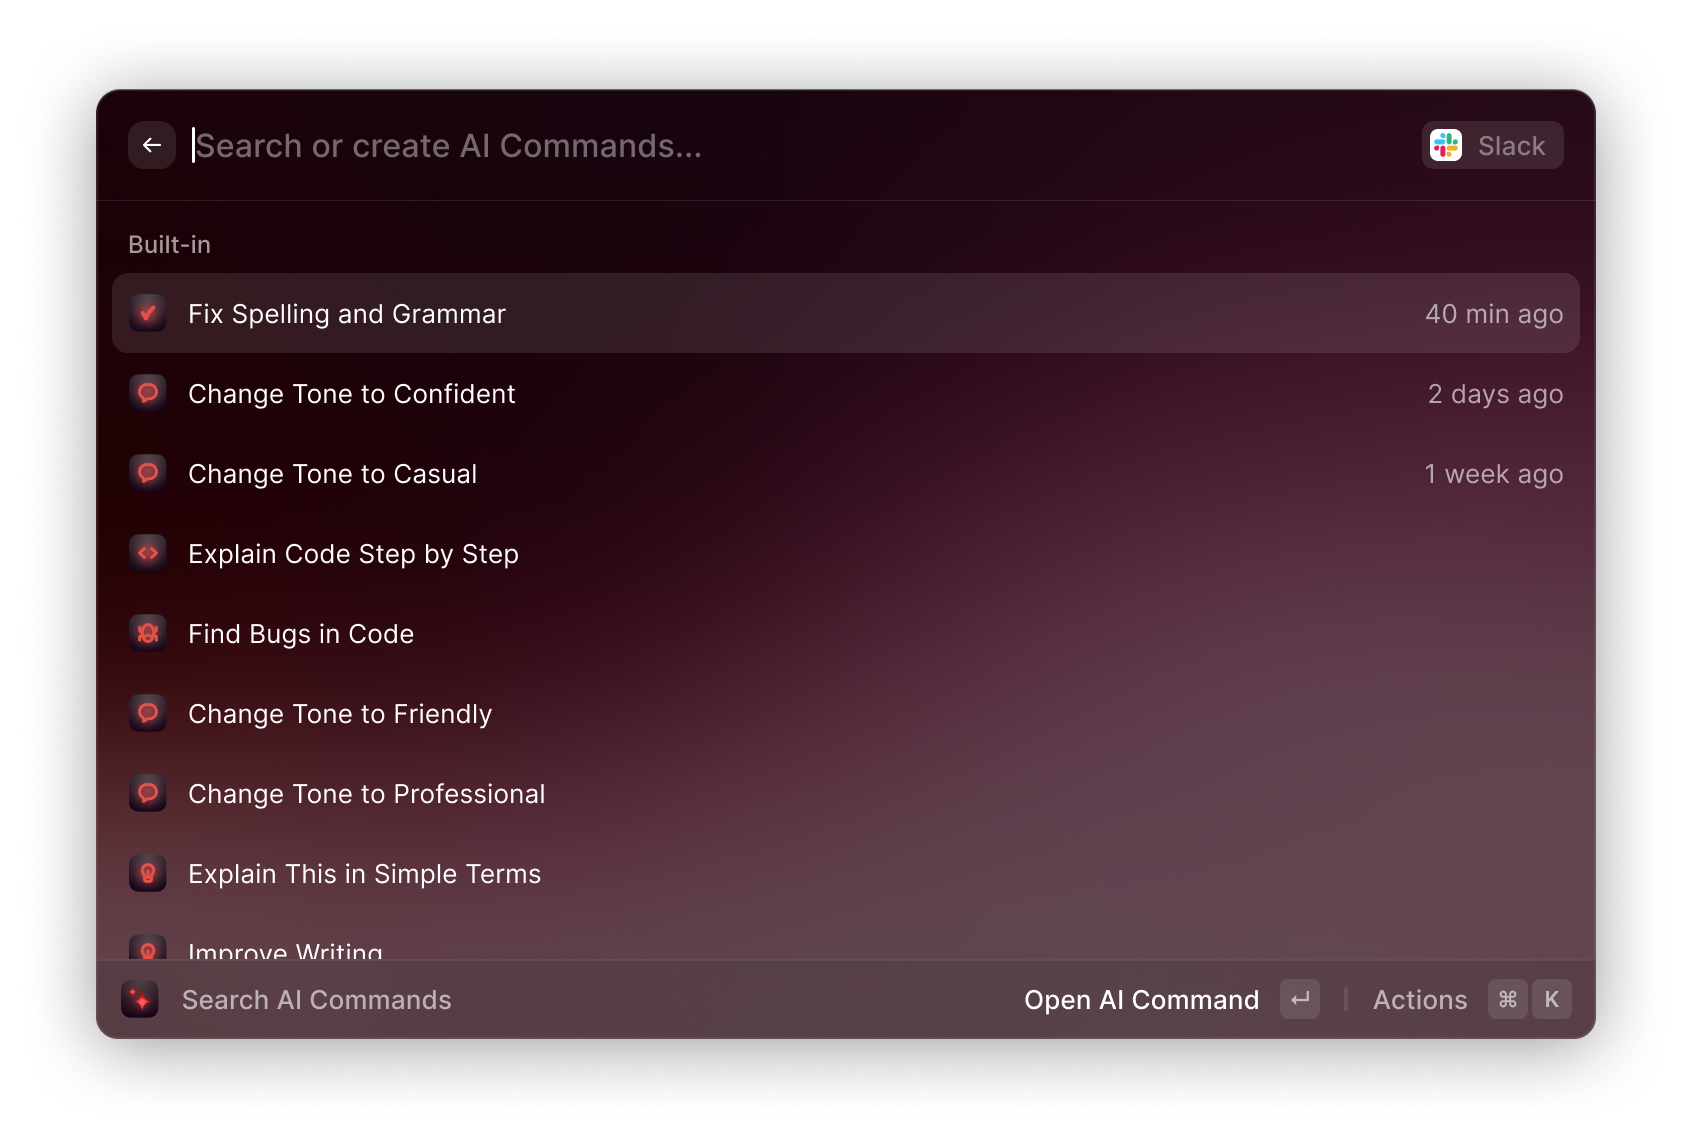 Search or create AI Commands...
Slack
Built-in
Fix Spelling and Grammar
40 min ago
Change Tone to Confident
2 days ago
Change Tone to Casual
1 week ago
Explain Code Step by Step
Find Bugs in Code
Change Tone to Friendly
Change Tone to Professional
Explain This in Simple Terms
Improve Writing
Search AI Commands
Open AI Command ↵
Actions ⌘ K